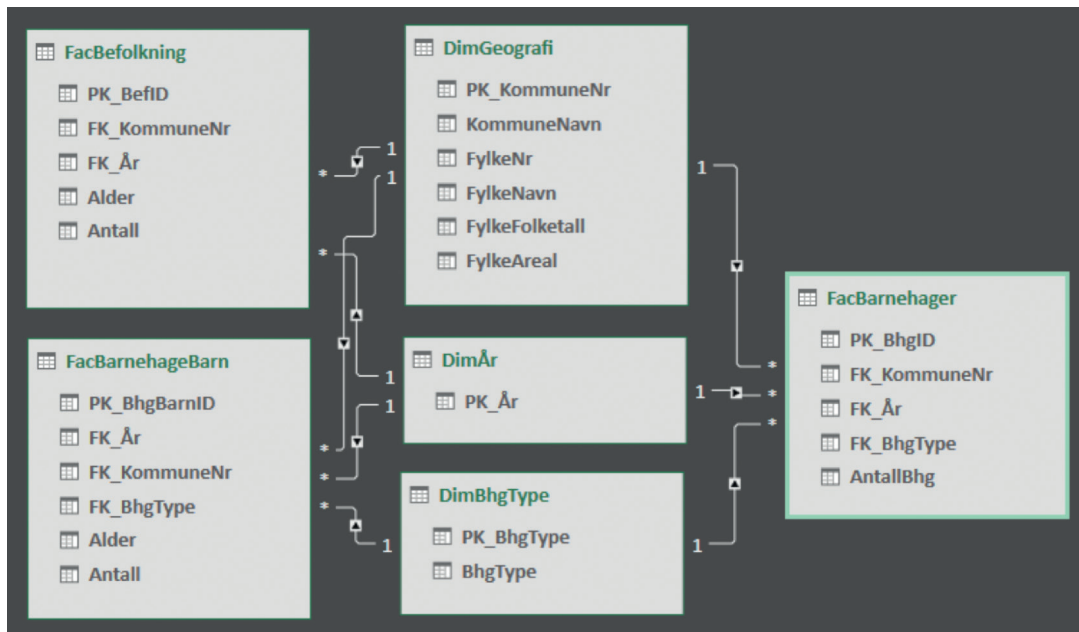 FacBefolkning
PK_BefID
FK_KommuneNr
FK_År
Alder
Antall
DimGeografi
PK_KommuneNr
KommuneNavn
FylkeNr
FylkeNavn
FylkeFolketall
FylkeAreal
1
*
1
1
*
FacBarnehageBarn
PK_BhgBarnID
FK_År
FK_KommuneNr
FK_BhgType
Alder
Antall
DimÅr
PK_År
1
1
1
*
*
*
DimBhgType
PK_BhgType
BhgType
1
1
FacBarnehager
PK_BhgID
FK_KommuneNr
FK_År
FK_BhgType
AntallBhg
*
*
*